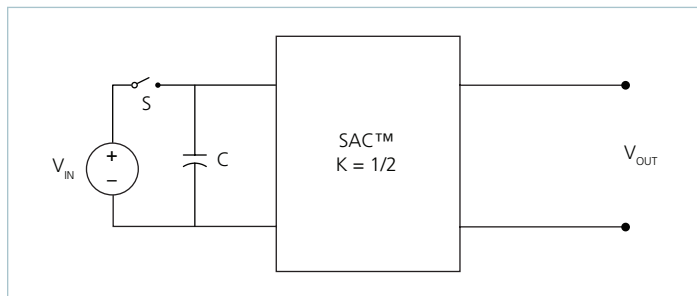 S
SAC™
K = 1/2
+
–
V_IN
C
V_OUT